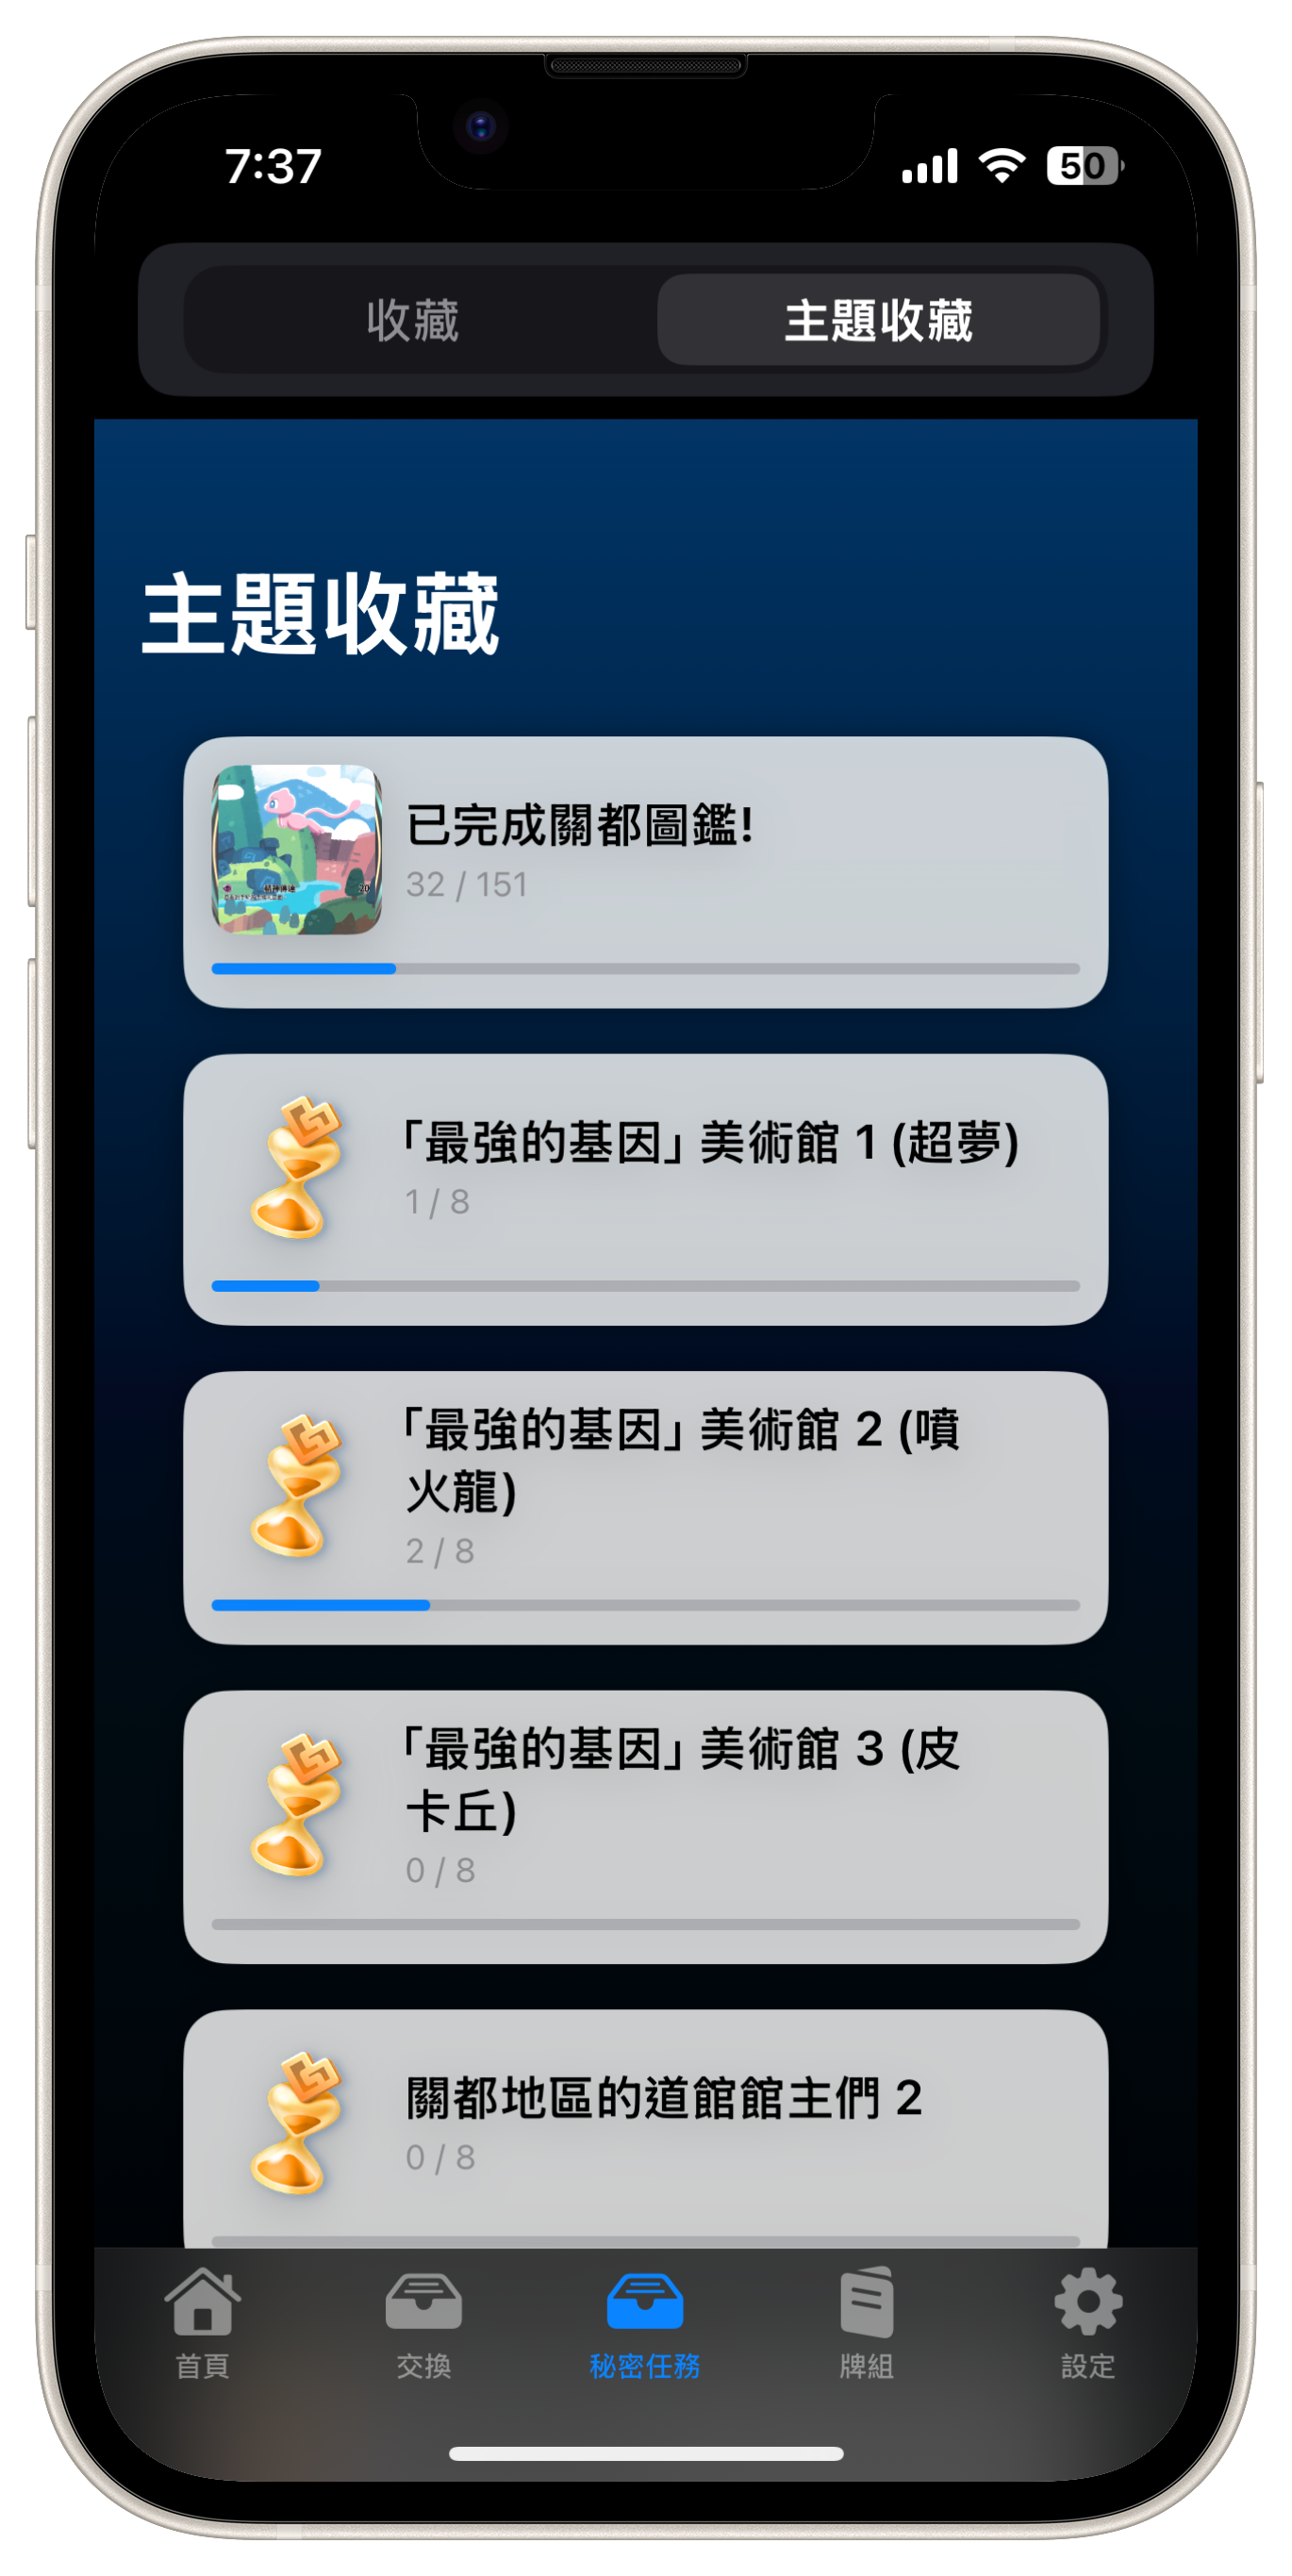 7:37
50
收藏
主題收藏
主題收藏
已完成關都圖鑑!
32 / 151
「最強的基因」美術館 1 (超夢)
1 / 8
「最強的基因」美術館 2 (噴
火龍)
2 / 8
「最強的基因」美術館 3 (皮
卡丘)
0 / 8
關都地區的道館館主們 2
0 / 8
首頁
交換
秘密任務
牌組
設定